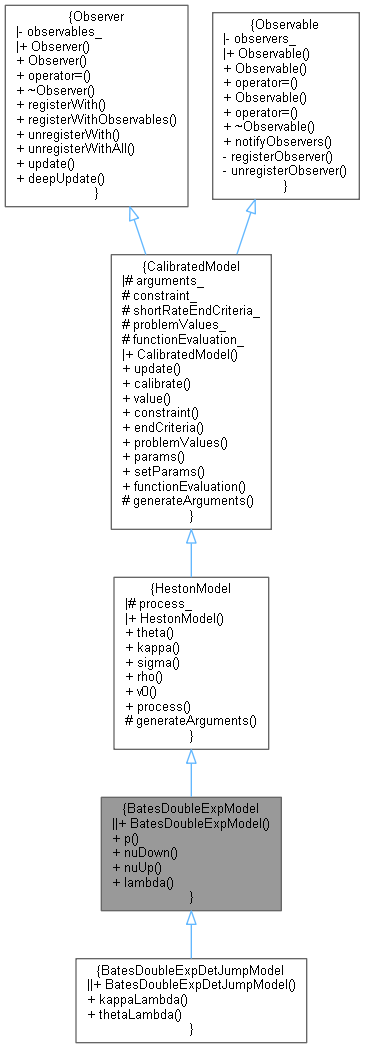 {Observer
|- observables_
|+ Observer()
+ Observer()
+ operator=()
+ ~Observer()
+ registerWith()
+ registerWithObservables()
+ unregisterWith()
+ unregisterWithAll()
+ update()
+ deepUpdate()
}
{Observable
|- observers_
|+ Observable()
+ Observable()
+ operator=()
+ Observable()
+ operator=()
+ ~Observable()
+ notifyObservers()
- registerObserver()
- unregisterObserver()
}
{CalibratedModel
|# arguments_
# constraint_
# shortRateEndCriteria_
# problemValues_
# functionEvaluation_
|+ CalibratedModel()
+ update()
+ calibrate()
+ value()
+ constraint()
+ endCriteria()
+ problemValues()
+ params()
+ setParams()
+ functionEvaluation()
# generateArguments()
}
{HestonModel
|# process_
|+ HestonModel()
+ theta()
+ kappa()
+ sigma()
+ rho()
+ v0()
+ process()
# generateArguments()
}
{BatesDoubleExpModel
||+ BatesDoubleExpModel()
+ p()
+ nuDown()
+ nuUp()
+ lambda()
}
{BatesDoubleExpDetJumpModel
||+ BatesDoubleExpDetJumpModel()
+ kappaLambda()
+ thetaLambda()
}